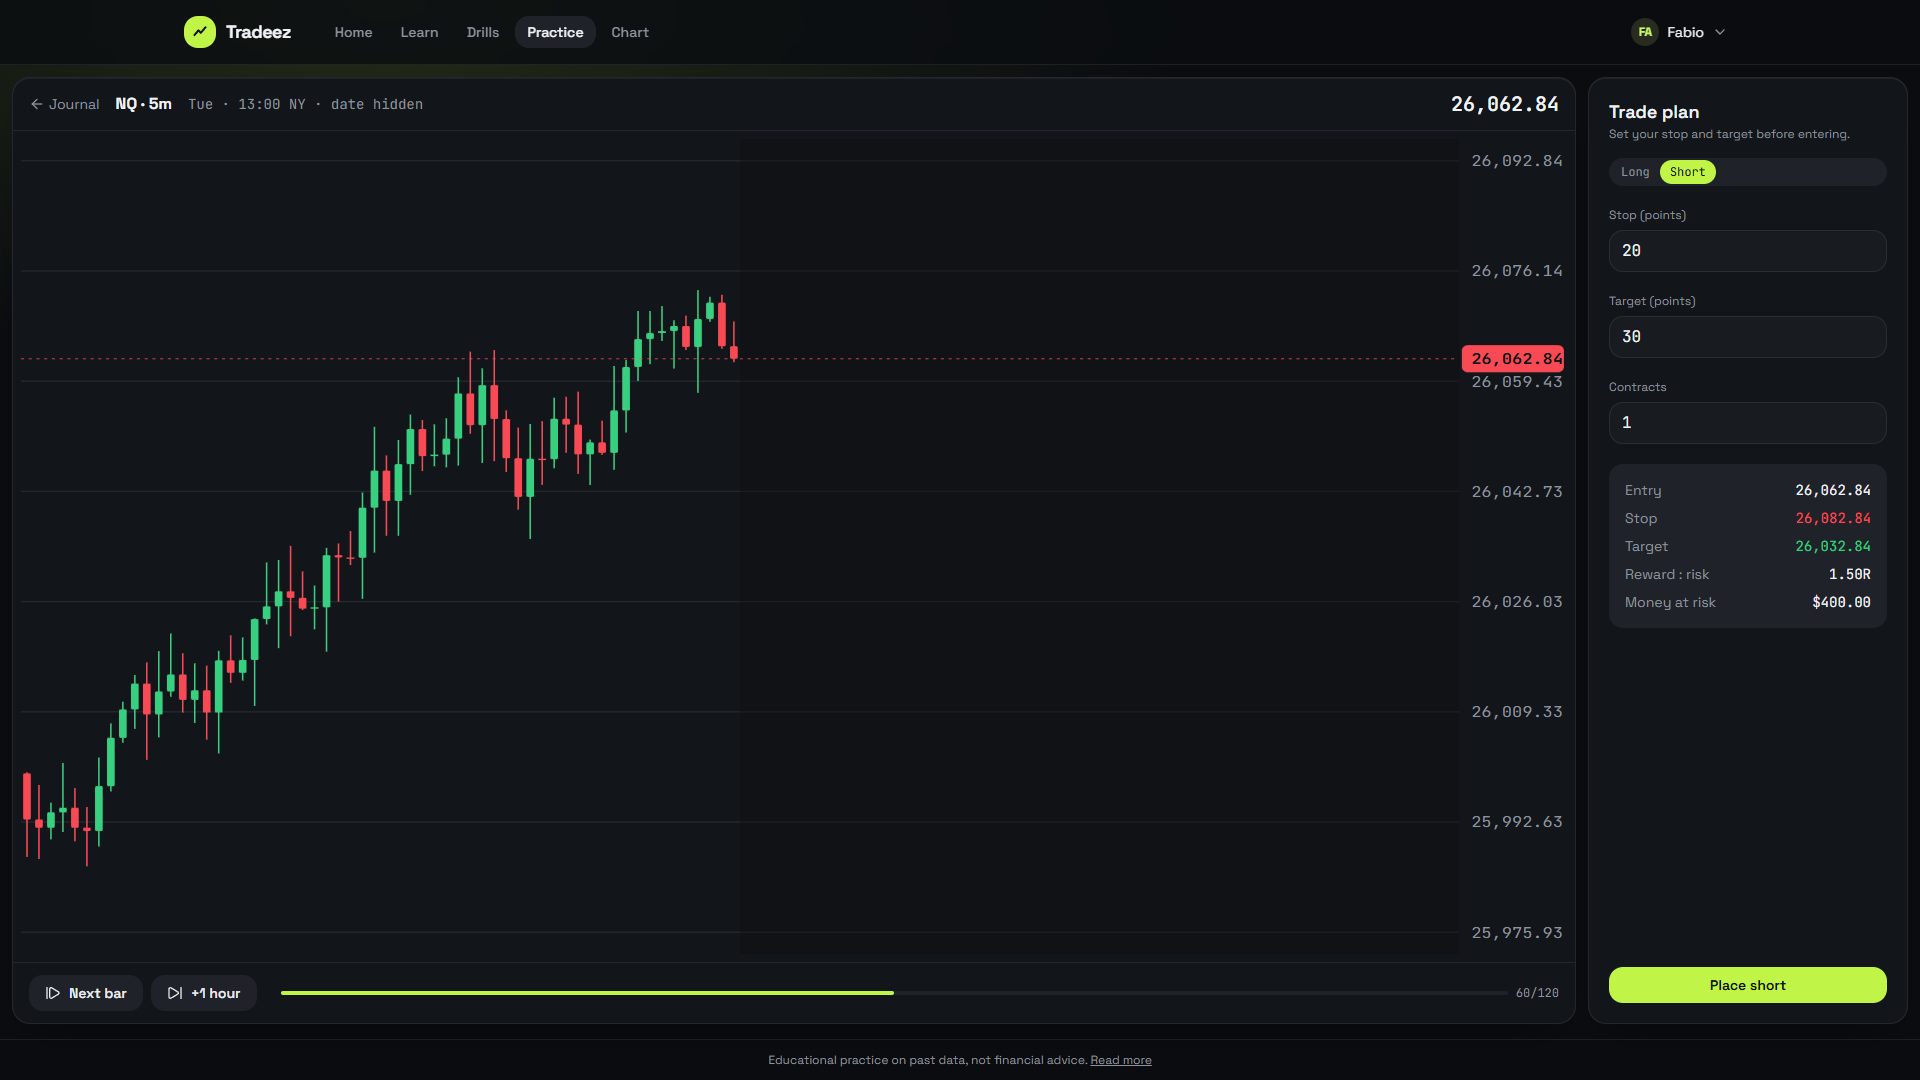 Tradeez
Home
Learn
Drills
Practice
Chart
FA
Fabio
Journal
NQ · 5m
Tue · 13:00 NY · date hidden
26,062.84
26,092.84
26,076.14
26,062.84
26,059.43
26,042.73
26,026.03
26,009.33
25,992.63
25,975.93
Next bar
+1 hour
60/120
Trade plan
Set your stop and target before entering.
Long
Short
Stop (points)
20
Target (points)
30
Contracts
1
Entry 26,062.84
Stop 26,082.84
Target 26,032.84
Reward : risk 1.50R
Money at risk $400.00
Place short
Educational practice on past data, not financial advice. Read more